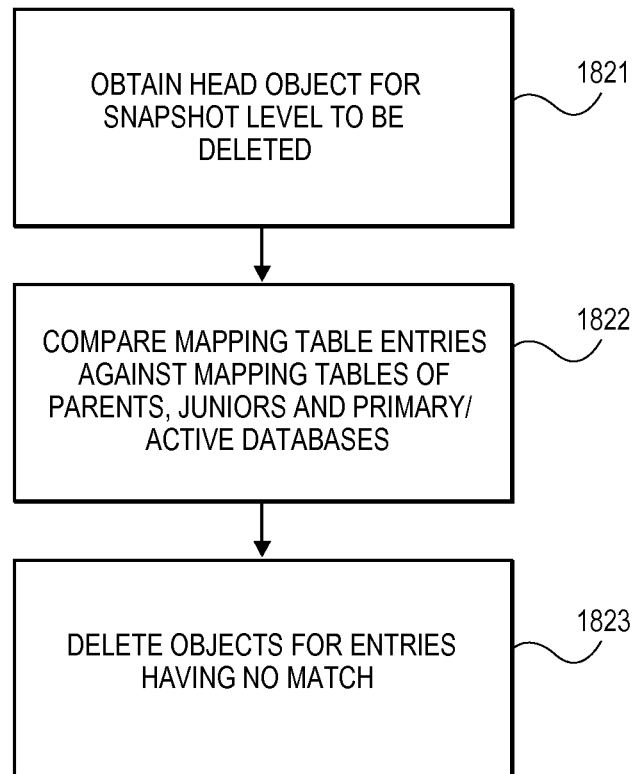 OBTAIN HEAD OBJECT FOR
SNAPSHOT LEVEL TO BE
DELETED
1821
COMPARE MAPPING TABLE ENTRIES
AGAINST MAPPING TABLES OF
PARENTS, JUNIORS AND PRIMARY/
ACTIVE DATABASES
1822
DELETE OBJECTS FOR ENTRIES
HAVING NO MATCH
1823